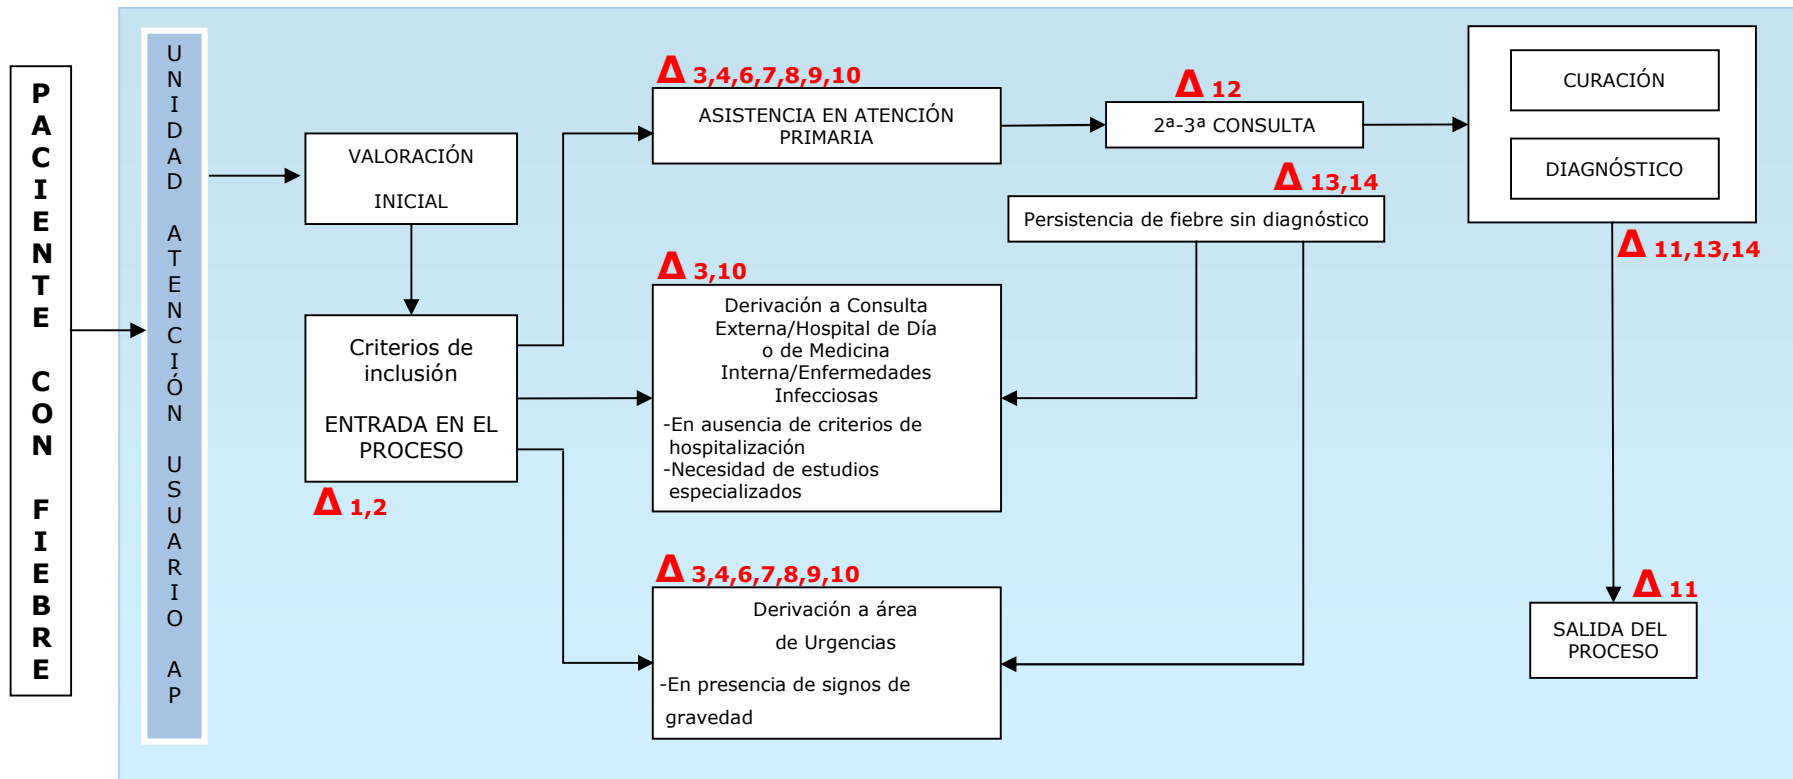 PACIENTE CON FIEBRE
UNIDAD ATENCIÓN USUARIO AP
VALORACIÓN
INICIAL
Criterios de
inclusión
ENTRADA EN EL
PROCESO
Δ 1,2
Δ 3,4,6,7,8,9,10
ASISTENCIA EN ATENCIÓN
PRIMARIA
Δ 12
2ª-3ª CONSULTA
Δ 13,14
Persistencia de fiebre sin diagnóstico
Δ 3,10
Derivación a Consulta
Externa/Hospital de Día
o de Medicina
Interna/Enfermedades
Infecciosas
-En ausencia de criterios de
hospitalización
-Necesidad de estudios
especializados
Δ 3,4,6,7,8,9,10
Derivación a área
de Urgencias
-En presencia de signos de
gravedad
CURACIÓN
DIAGNÓSTICO
Δ 11,13,14
Δ 11
SALIDA DEL
PROCESO